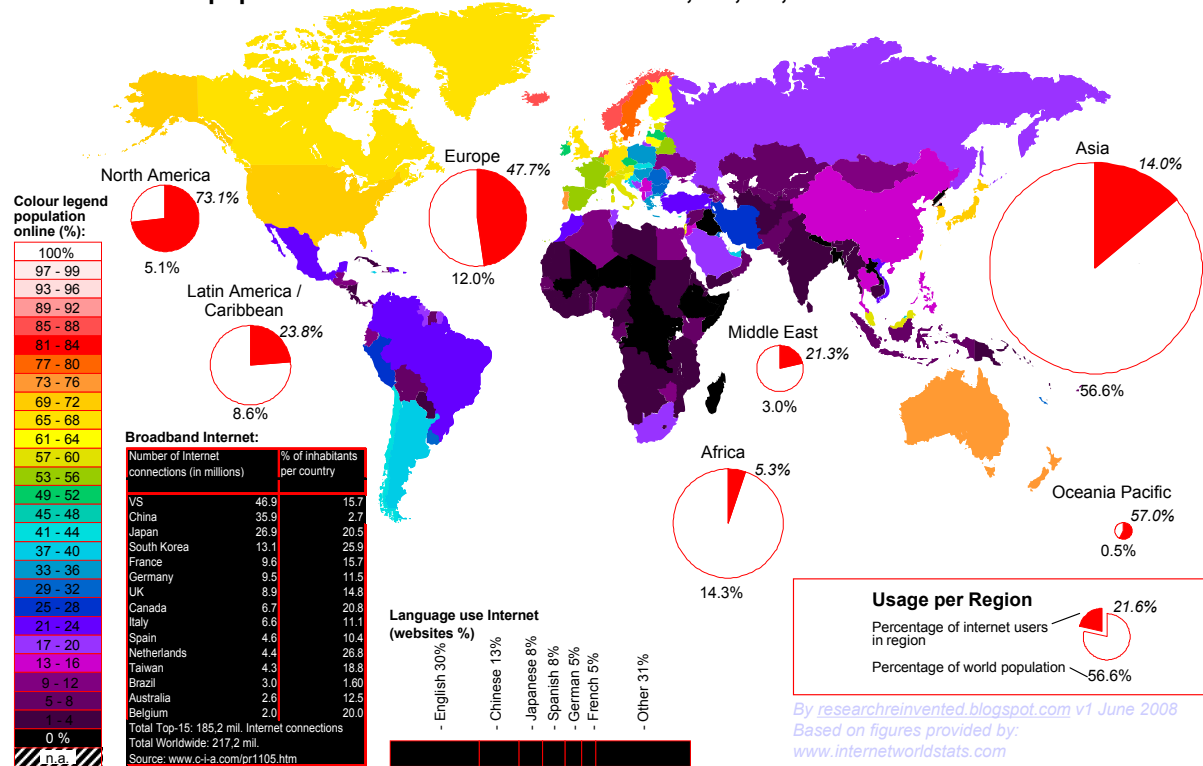 North America
73.1%
5.1%
Europe
47.7%
12.0%
Asia
14.0%
56.6%
Latin America /
Caribbean
23.8%
8.6%
Middle East
21.3%
3.0%
Africa
5.3%
14.3%
Oceania Pacific
57.0%
0.5%
Colour legend
population
online (%):
100%
97 - 99
93 - 96
89 - 92
85 - 88
81 - 84
77 - 80
73 - 76
69 - 72
65 - 68
61 - 64
57 - 60
53 - 56
49 - 52
45 - 48
41 - 44
37 - 40
33 - 36
29 - 32
25 - 28
21 - 24
17 - 20
13 - 16
9 - 12
5 - 8
1 - 4
0 %
n.a.
Broadband Internet:
Number of Internet % of inhabitants
connections (in millions) per country
VS 46.9 15.7
China 35.9 2.7
Japan 26.9 20.5
South Korea 13.1 25.9
France 9.6 15.7
Germany 9.5 11.5
UK 8.9 14.8
Canada 6.7 20.8
Italy 6.6 11.1
Spain 4.6 10.4
Netherlands 4.4 26.8
Taiwan 4.3 18.8
Brazil 3.0 1.60
Australia 2.6 12.5
Belgium 2.0 20.0
Total Top-15: 185,2 mil. Internet connections
Total Worldwide: 217,2 mil.
Source: www.c-i-a.com/pr1105.htm
Language use Internet
(websites %)
- English 30%
- Chinese 13%
- Japanese 8%
- Spanish 8%
- German 5%
- French 5%
- Other 31%
Usage per Region
21.6%
Percentage of internet users
in region
Percentage of world population
56.6%
By researchreinvented.blogspot.com v1 June 2008
Based on figures provided by:
www.internetworldstats.com